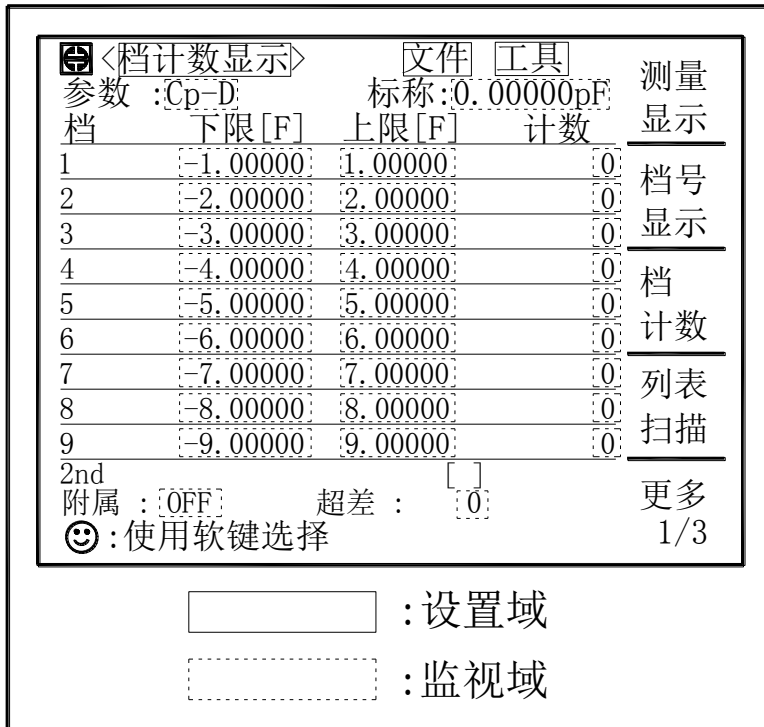 <档计数显示> 文件 工具
参数 :Cp-D 标称:0.00000pF
档 下限[F] 上限[F] 计数
1 -1.00000 1.00000 0
2 -2.00000 2.00000 0
3 -3.00000 3.00000 0
4 -4.00000 4.00000 0
5 -5.00000 5.00000 0
6 -6.00000 6.00000 0
7 -7.00000 7.00000 0
8 -8.00000 8.00000 0
9 -9.00000 9.00000 0
2nd [ ]
附属 :OFF 超差 : 0
:使用软键选择
测量
显示
档号
显示
档
计数
列表
扫描
更多
1/3
:设置域
:监视域